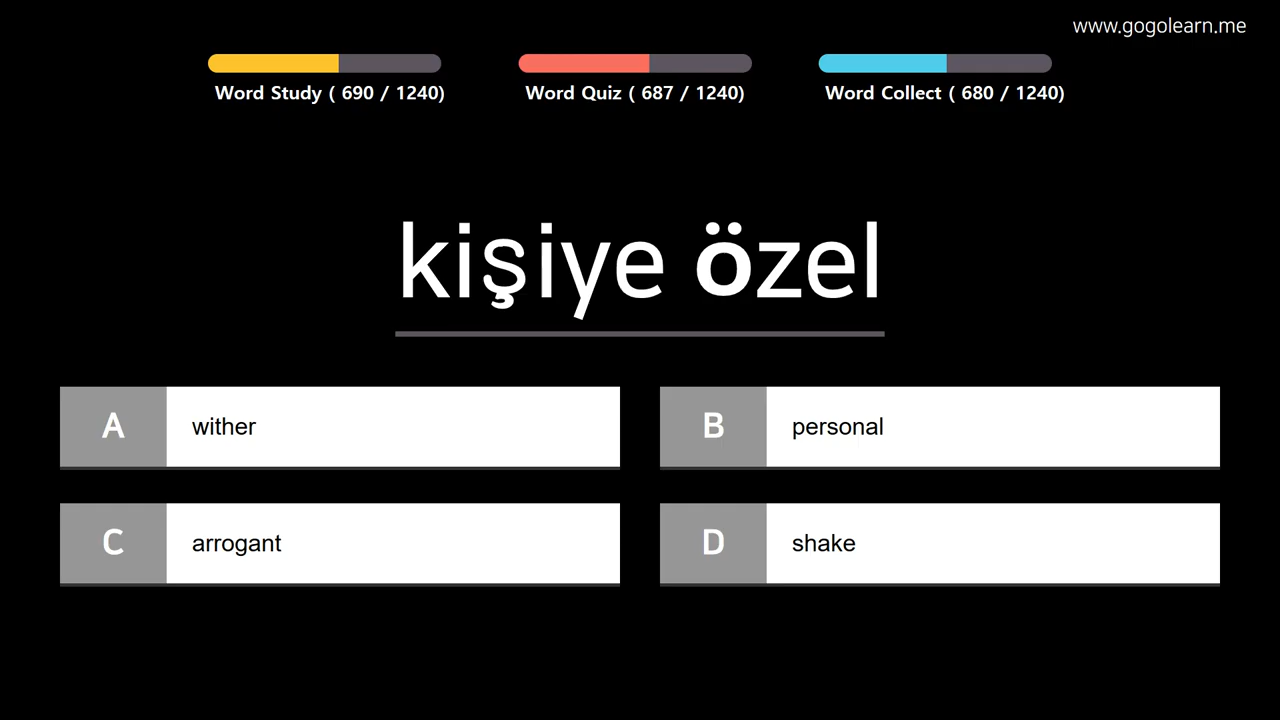 www.gogolearn.me
Word Study ( 690 / 1240)
Word Quiz ( 687 / 1240)
Word Collect ( 680 / 1240)
kişiye özel
A wither
B personal
C arrogant
D shake